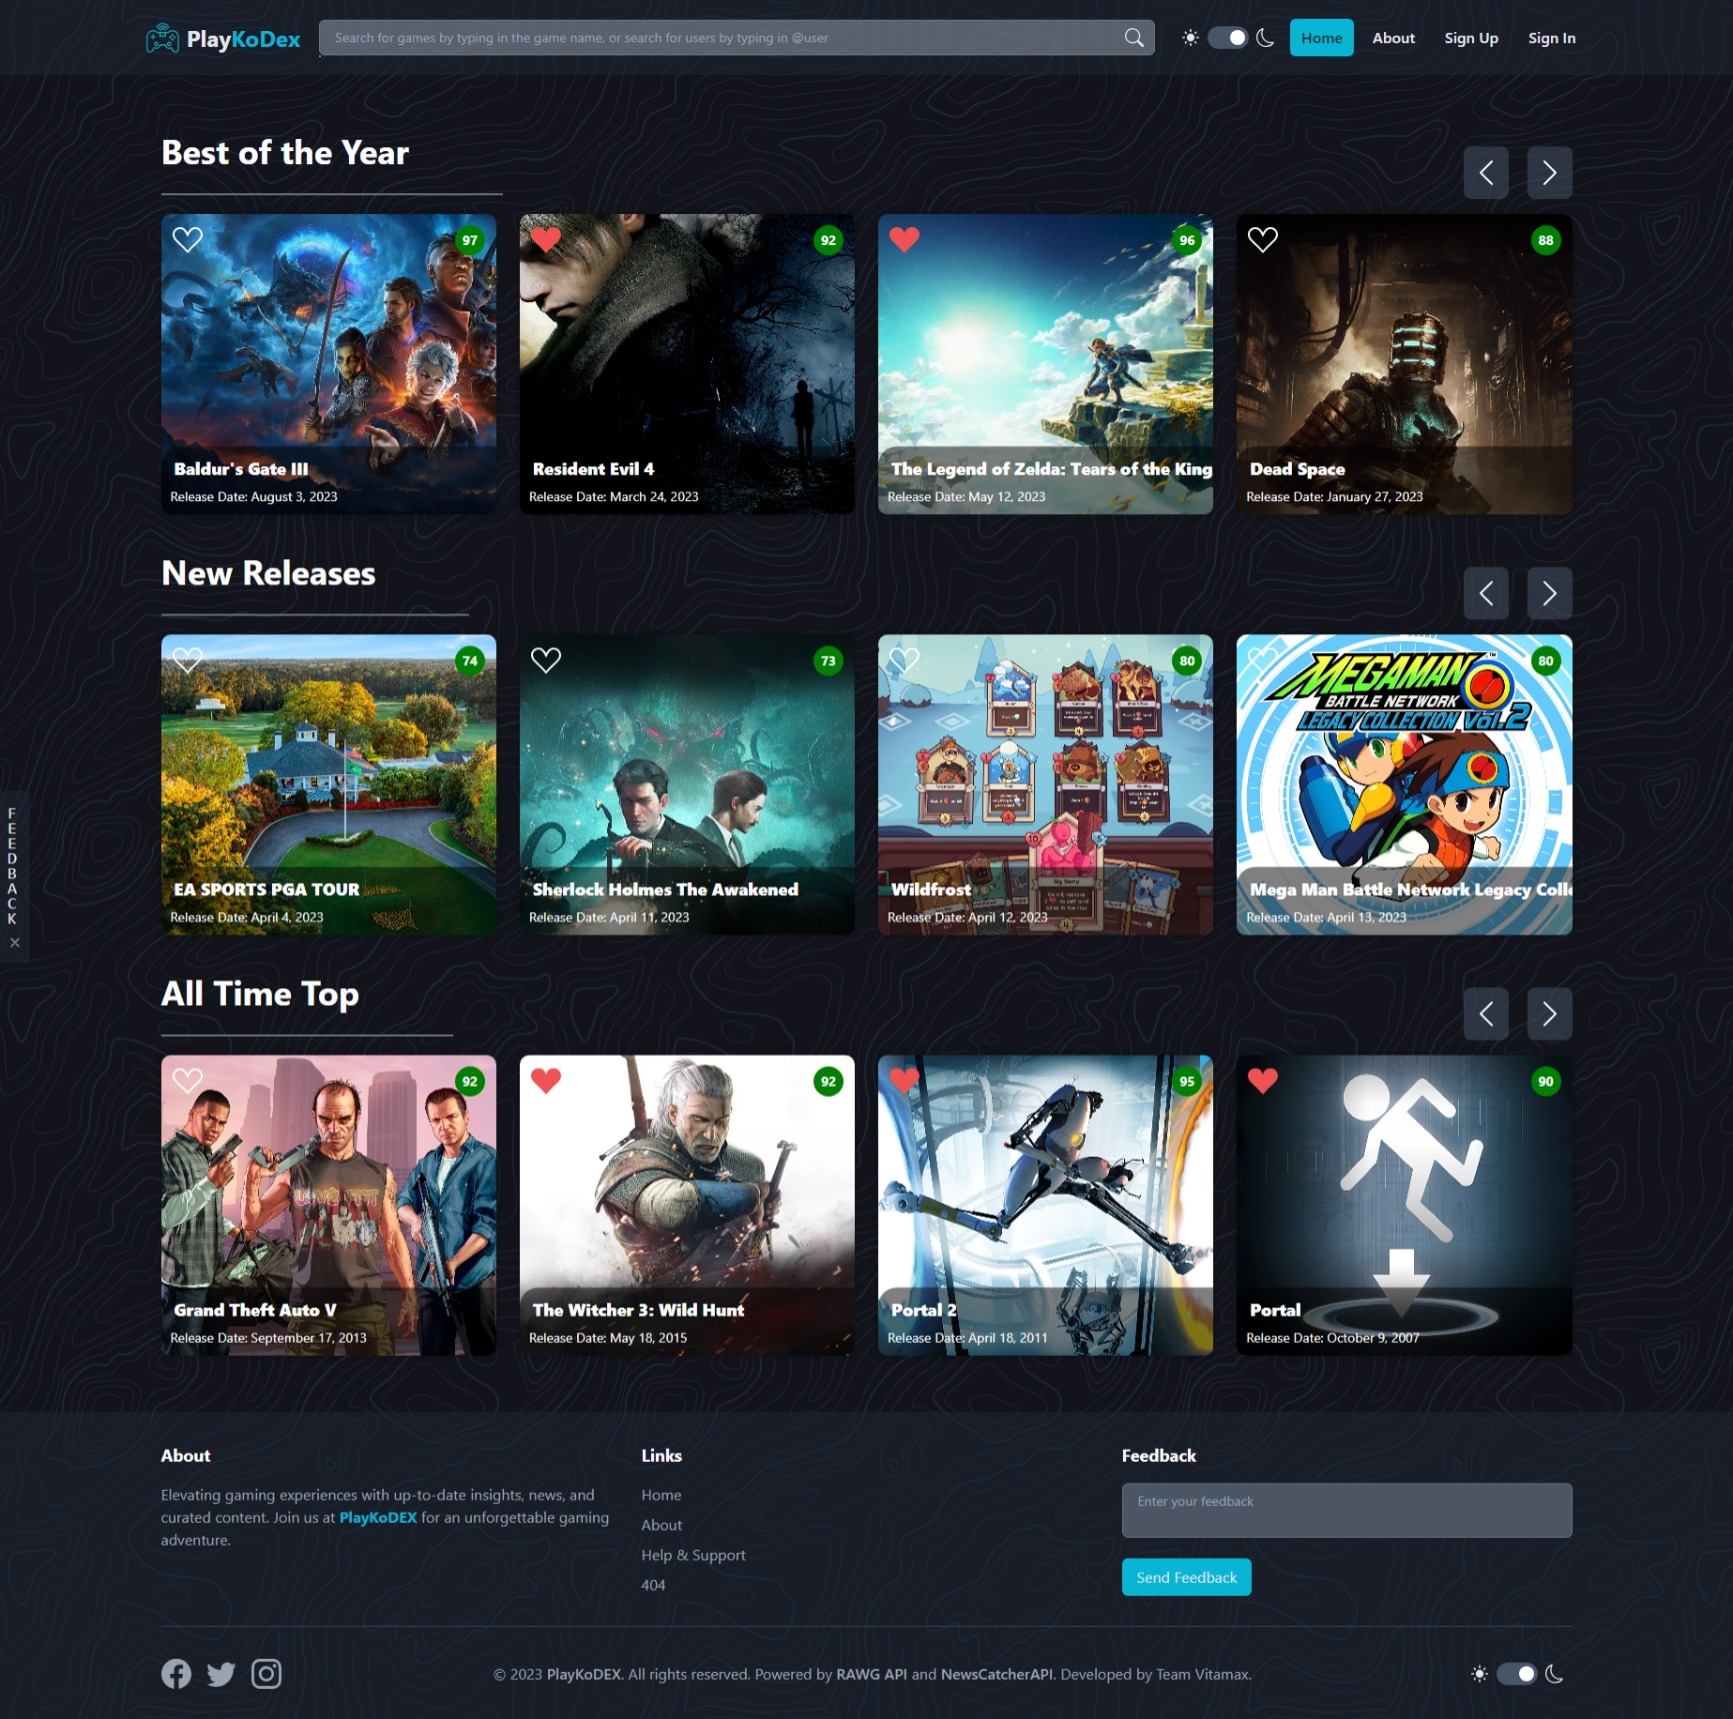 PlayKoDex
Search for games by typing in the game name, or search for users by typing in @user
Home
About
Sign Up
Sign In
Best of the Year
97
Baldur's Gate III
Release Date: August 3, 2023
92
Resident Evil 4
Release Date: March 24, 2023
96
The Legend of Zelda: Tears of the King
Release Date: May 12, 2023
88
Dead Space
Release Date: January 27, 2023
New Releases
74
EA SPORTS PGA TOUR
Release Date: April 4, 2023
73
Sherlock Holmes The Awakened
Release Date: April 11, 2023
80
Wildfrost
Release Date: April 12, 2023
80
MEGAMAN
BATTLE NETWORK
LEGACY COLLECTION Vol.2
Mega Man Battle Network Legacy Colle
Release Date: April 13, 2023
FEEDBACK
All Time Top
92
Grand Theft Auto V
Release Date: September 17, 2013
92
The Witcher 3: Wild Hunt
Release Date: May 18, 2015
95
Portal 2
Release Date: April 18, 2011
90
Portal
Release Date: October 9, 2007
About
Elevating gaming experiences with up-to-date insights, news, and
curated content. Join us at PlayKoDEX for an unforgettable gaming
adventure.
Links
Home
About
Help & Support
404
Feedback
Enter your feedback
Send Feedback
© 2023 PlayKoDEX. All rights reserved. Powered by RAWG API and NewsCatcherAPI. Developed by Team Vitamax.